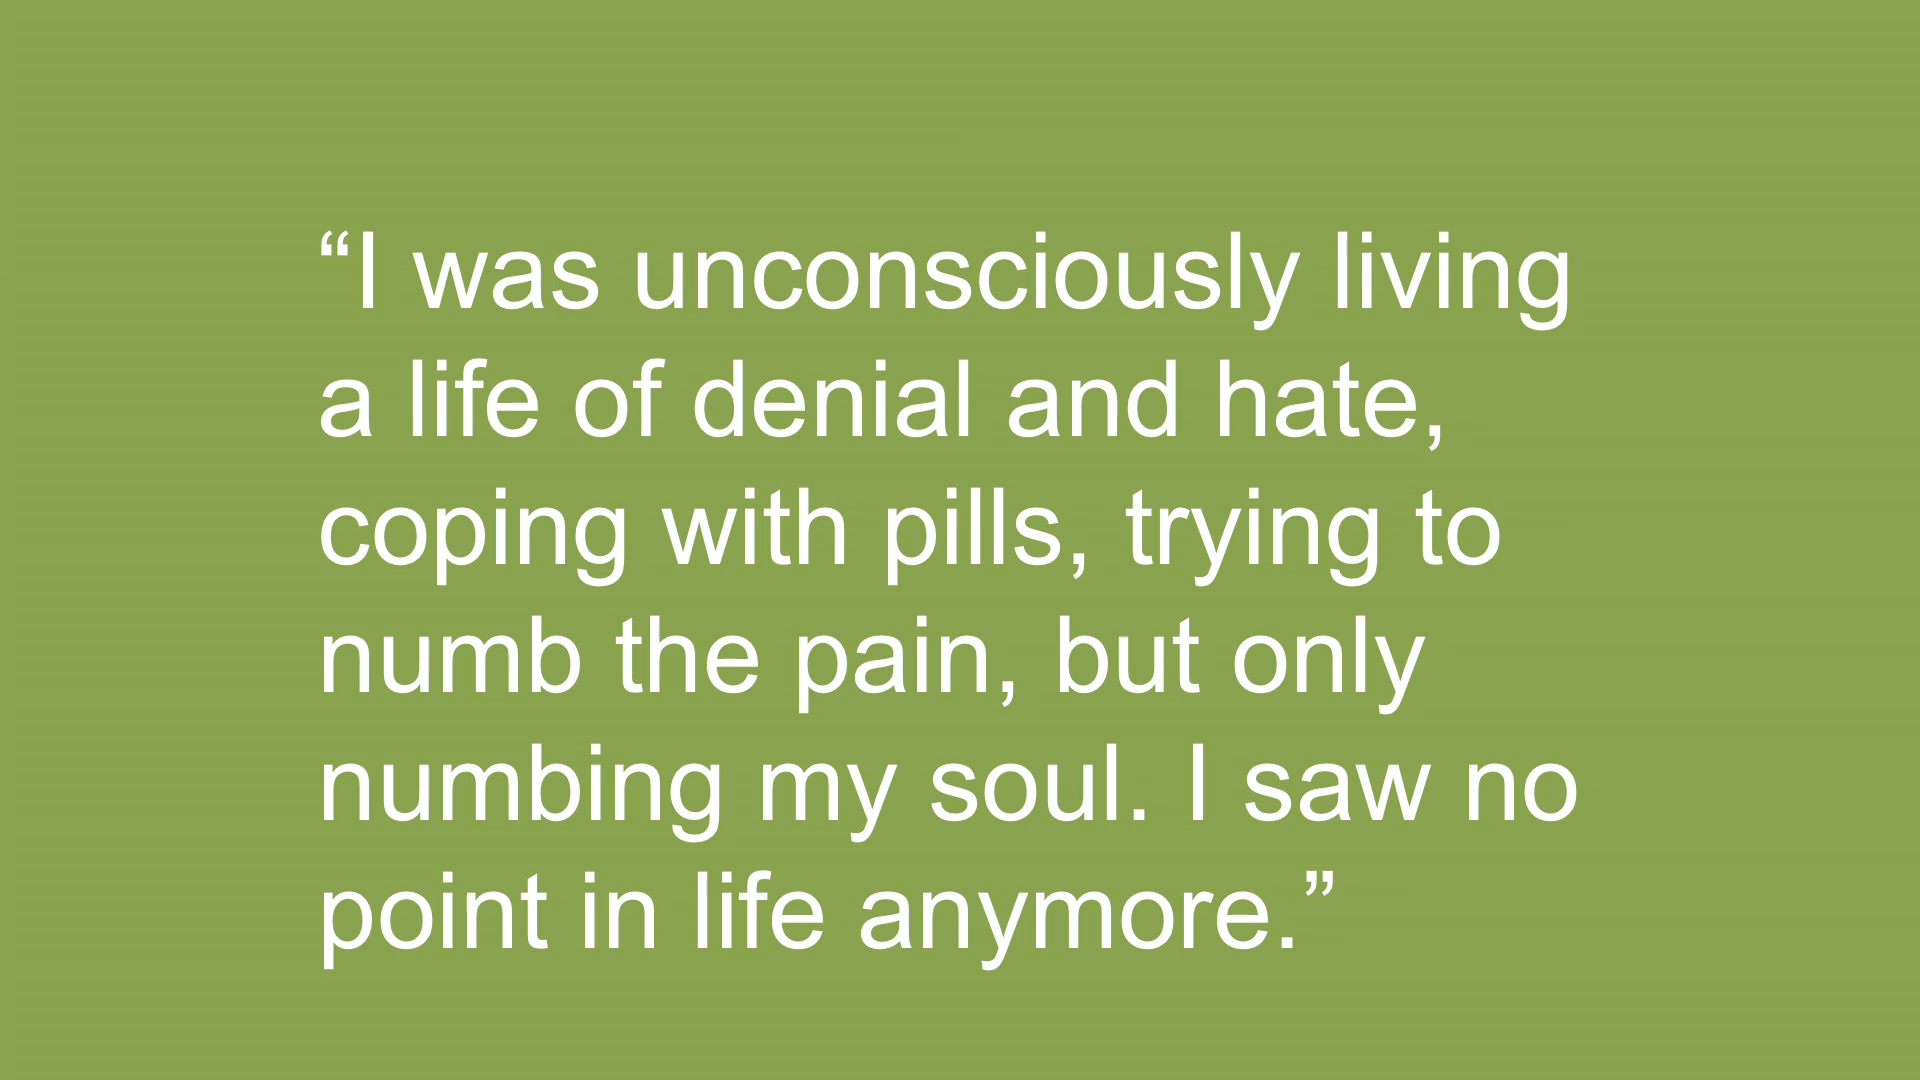 “I was unconsciously living
a life of denial and hate,
coping with pills, trying to
numb the pain, but only
numbing my soul. I saw no
point in life anymore.”